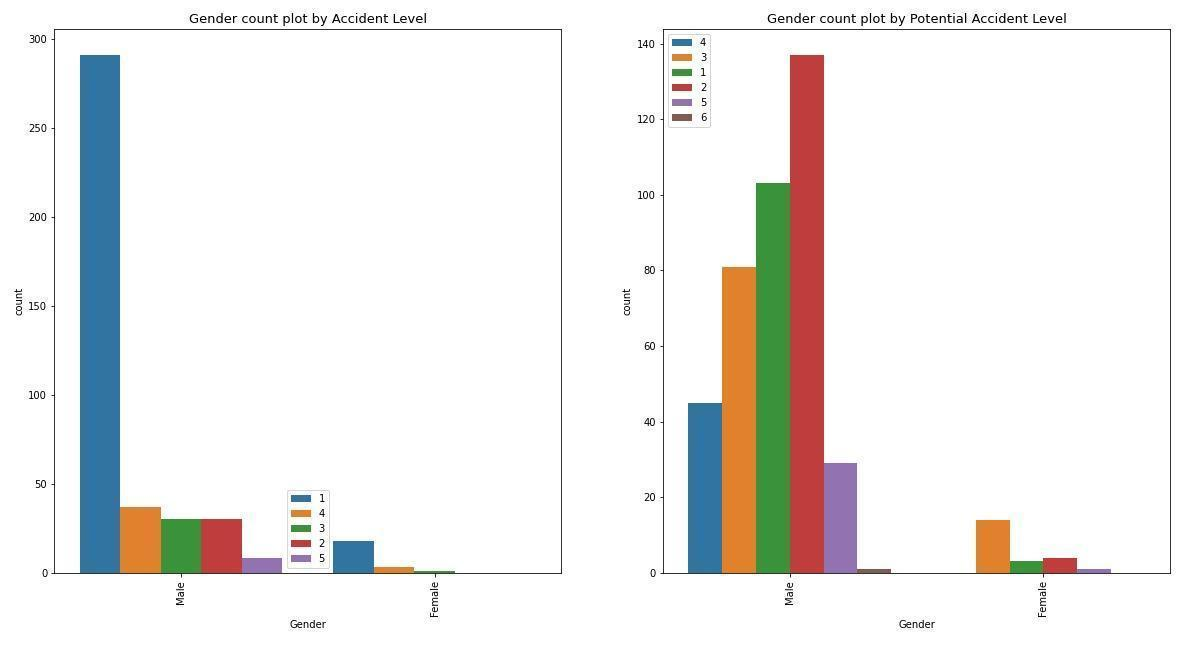 Gender count plot by Accident Level
300
250
200
150
100
50
0
count
1
4
3
2
5
Male
Female
Gender
Gender count plot by Potential Accident Level
140
120
100
80
60
40
20
0
count
4
3
1
2
5
6
Male
Female
Gender